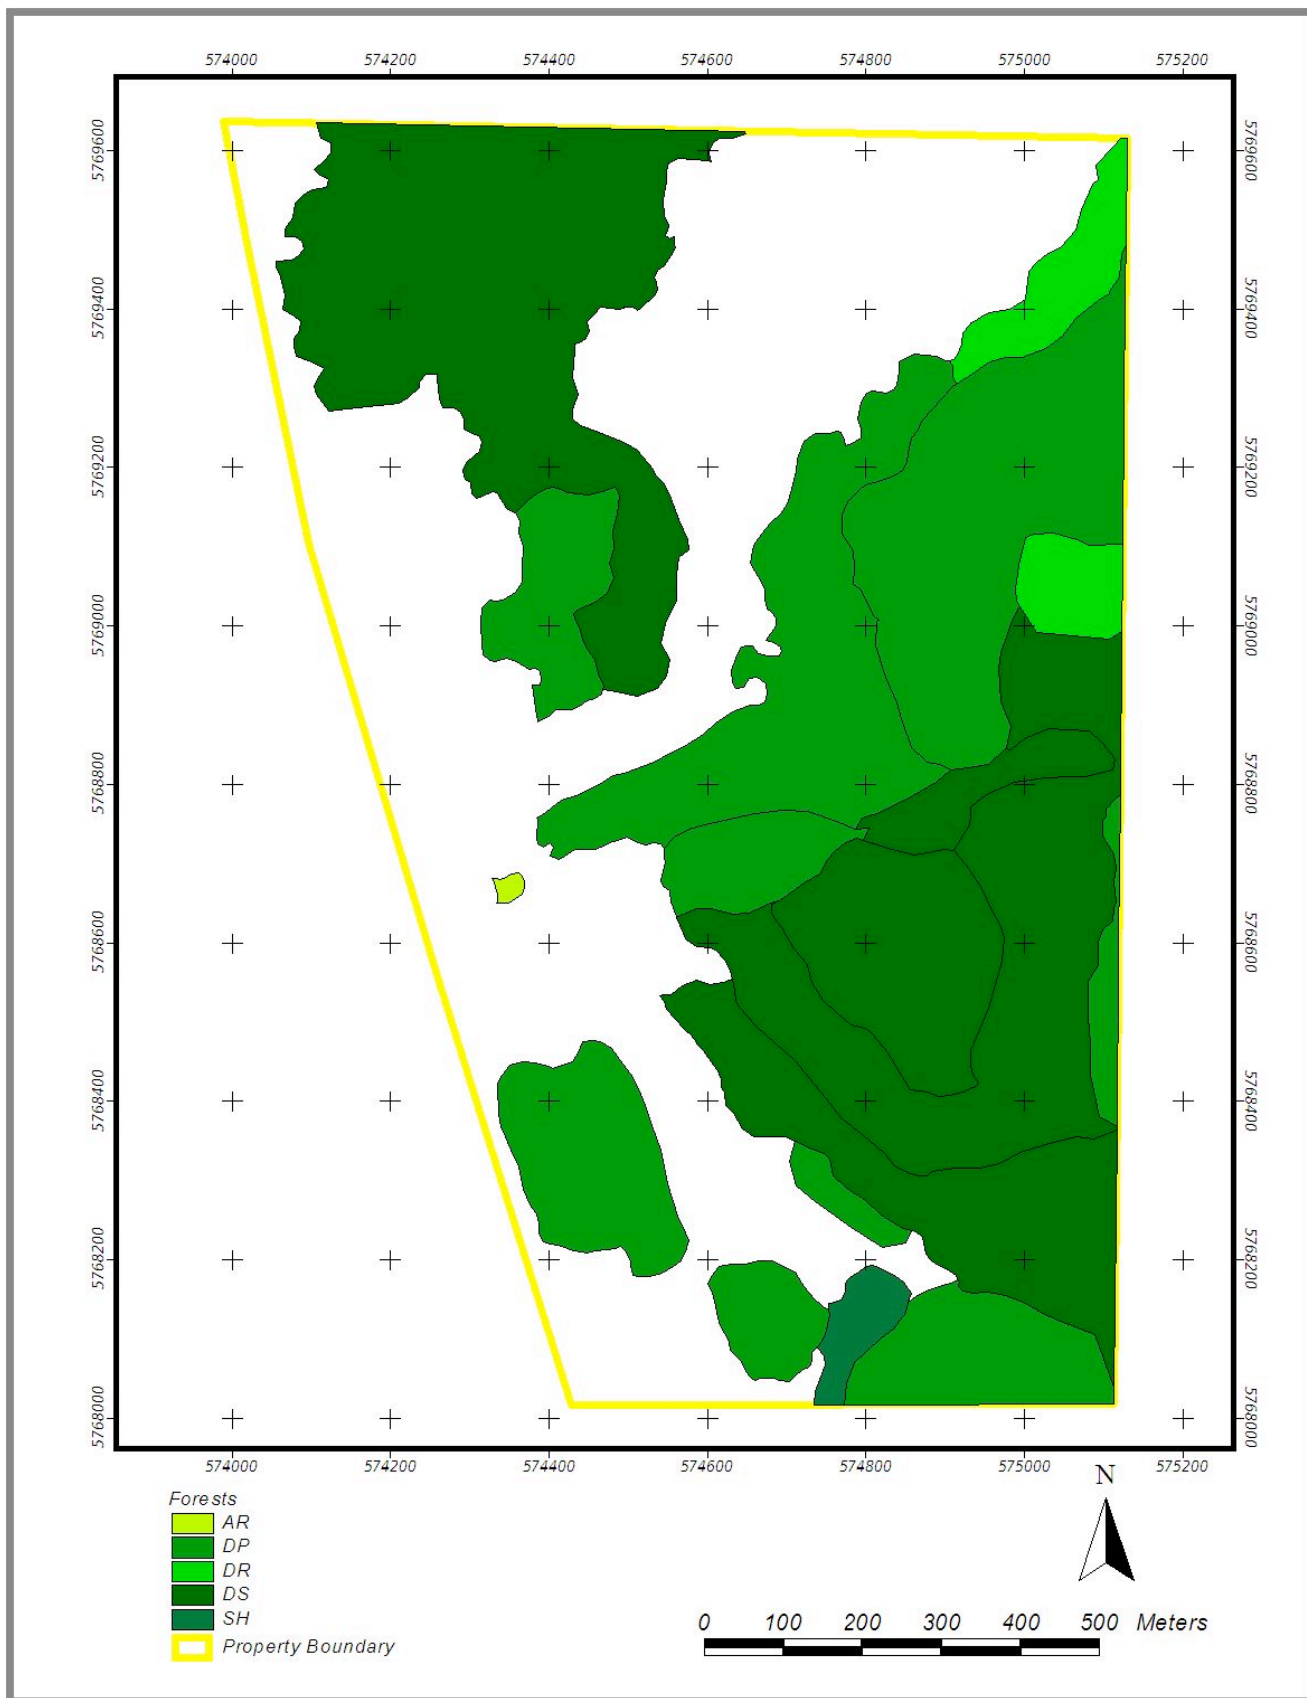 574000 574200 574400 574600 574800 575000 575200
5769600 5769600
5769400 5769400
5769200 5769200
5769000 5769000
5768800 5768800
5768600 5768600
5768400 5768400
5768200 5768200
5768000 5768000
574000 574200 574400 574600 574800 575000 575200
N
Forests
AR
DP
DR
DS
SH
Property Boundary
0 100 200 300 400 500 Meters